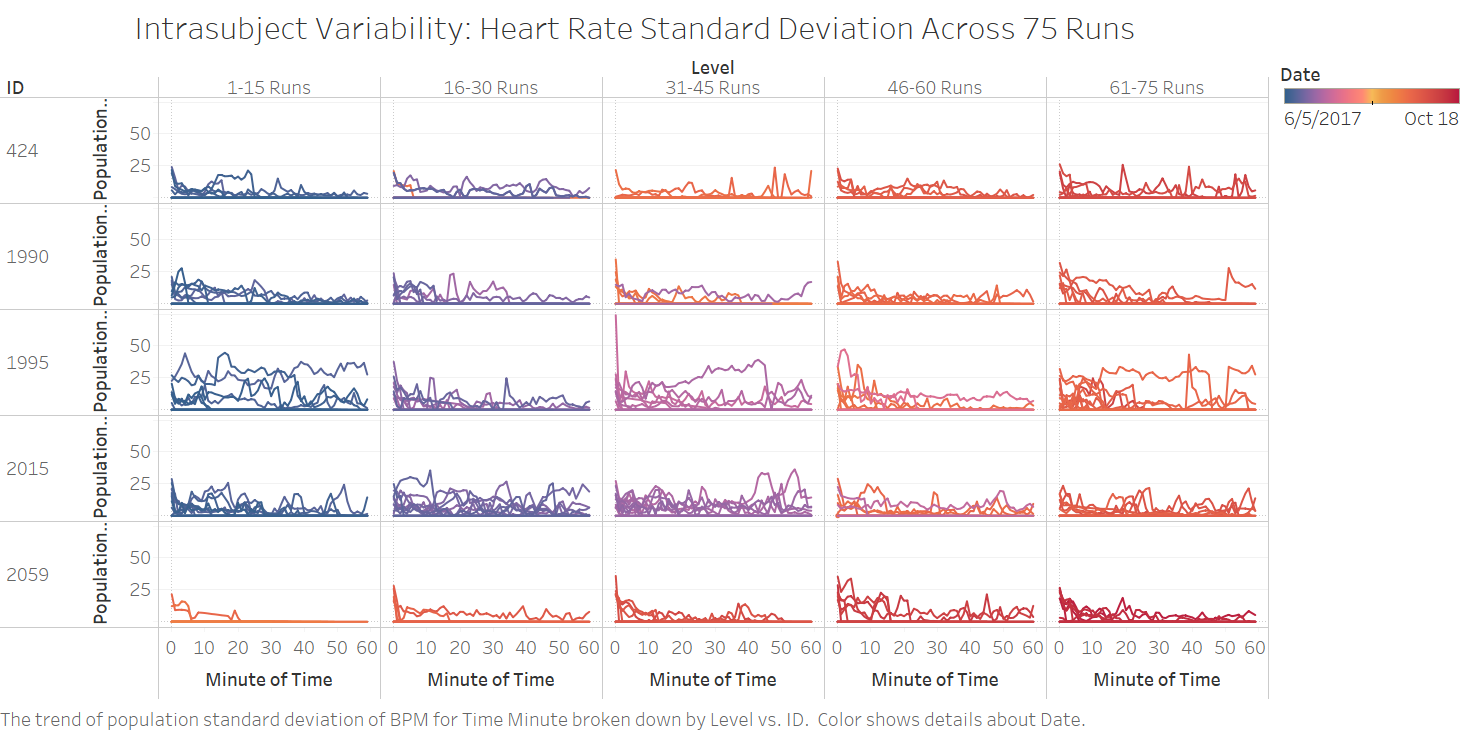 Intrasubject Variability: Heart Rate Standard Deviation Across 75 Runs
Level
ID 1-15 Runs 16-30 Runs 31-45 Runs 46-60 Runs 61-75 Runs
Date
6/5/2017 Oct 18
424 Population.. 50 25
1990 Population.. 50 25
1995 Population.. 50 25
2015 Population.. 50 25
2059 Population.. 50 25
0 10 20 30 40 50 60 0 10 20 30 40 50 60 0 10 20 30 40 50 60 0 10 20 30 40 50 60 0 10 20 30 40 50 60
Minute of Time Minute of Time Minute of Time Minute of Time Minute of Time
The trend of population standard deviation of BPM for Time Minute broken down by Level vs. ID. Color shows details about Date.